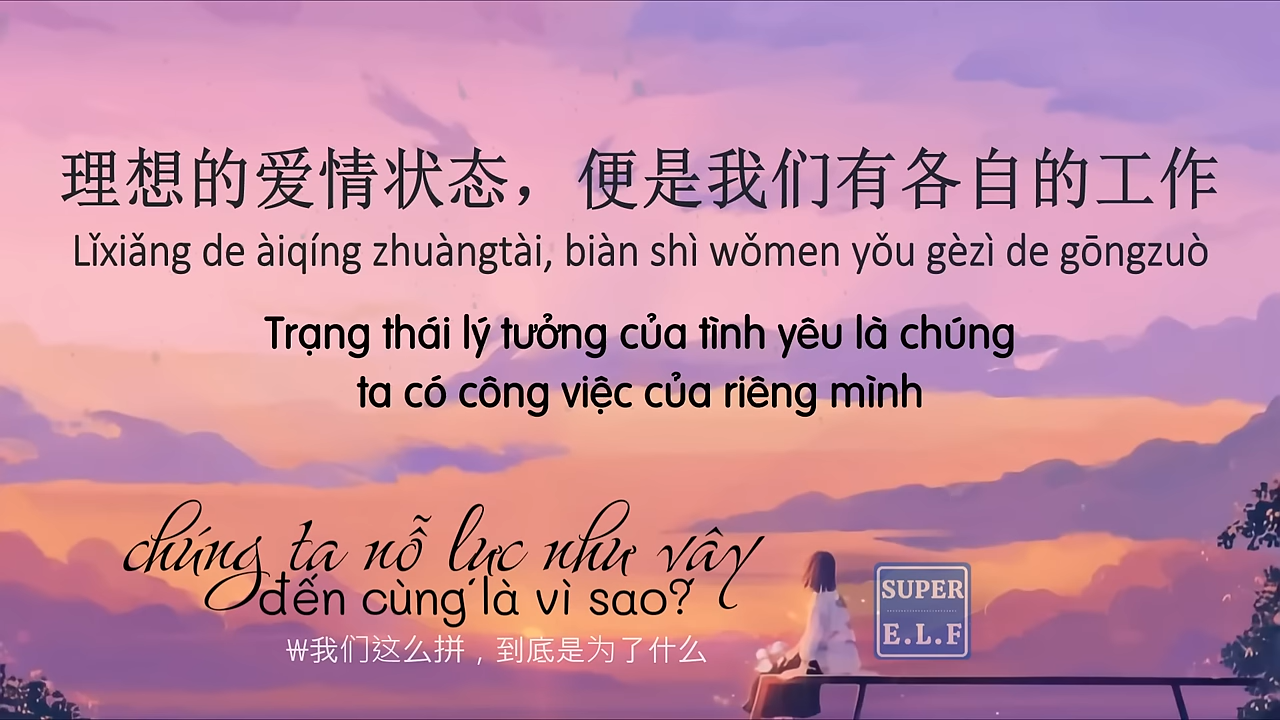 理想的爱情状态，便是我们有各自的工作
Lǐxiǎng de àiqíng zhuàngtài, biàn shì wǒmen yǒu gèzì de gōngzuò
Trạng thái lý tưởng của tình yêu là chúng
ta có công việc của riêng mình
chúng ta nỗ lực như vậy
đến cùng là vì sao?
₩我们这么拼，到底是为了什么
SUPER
E.L.F